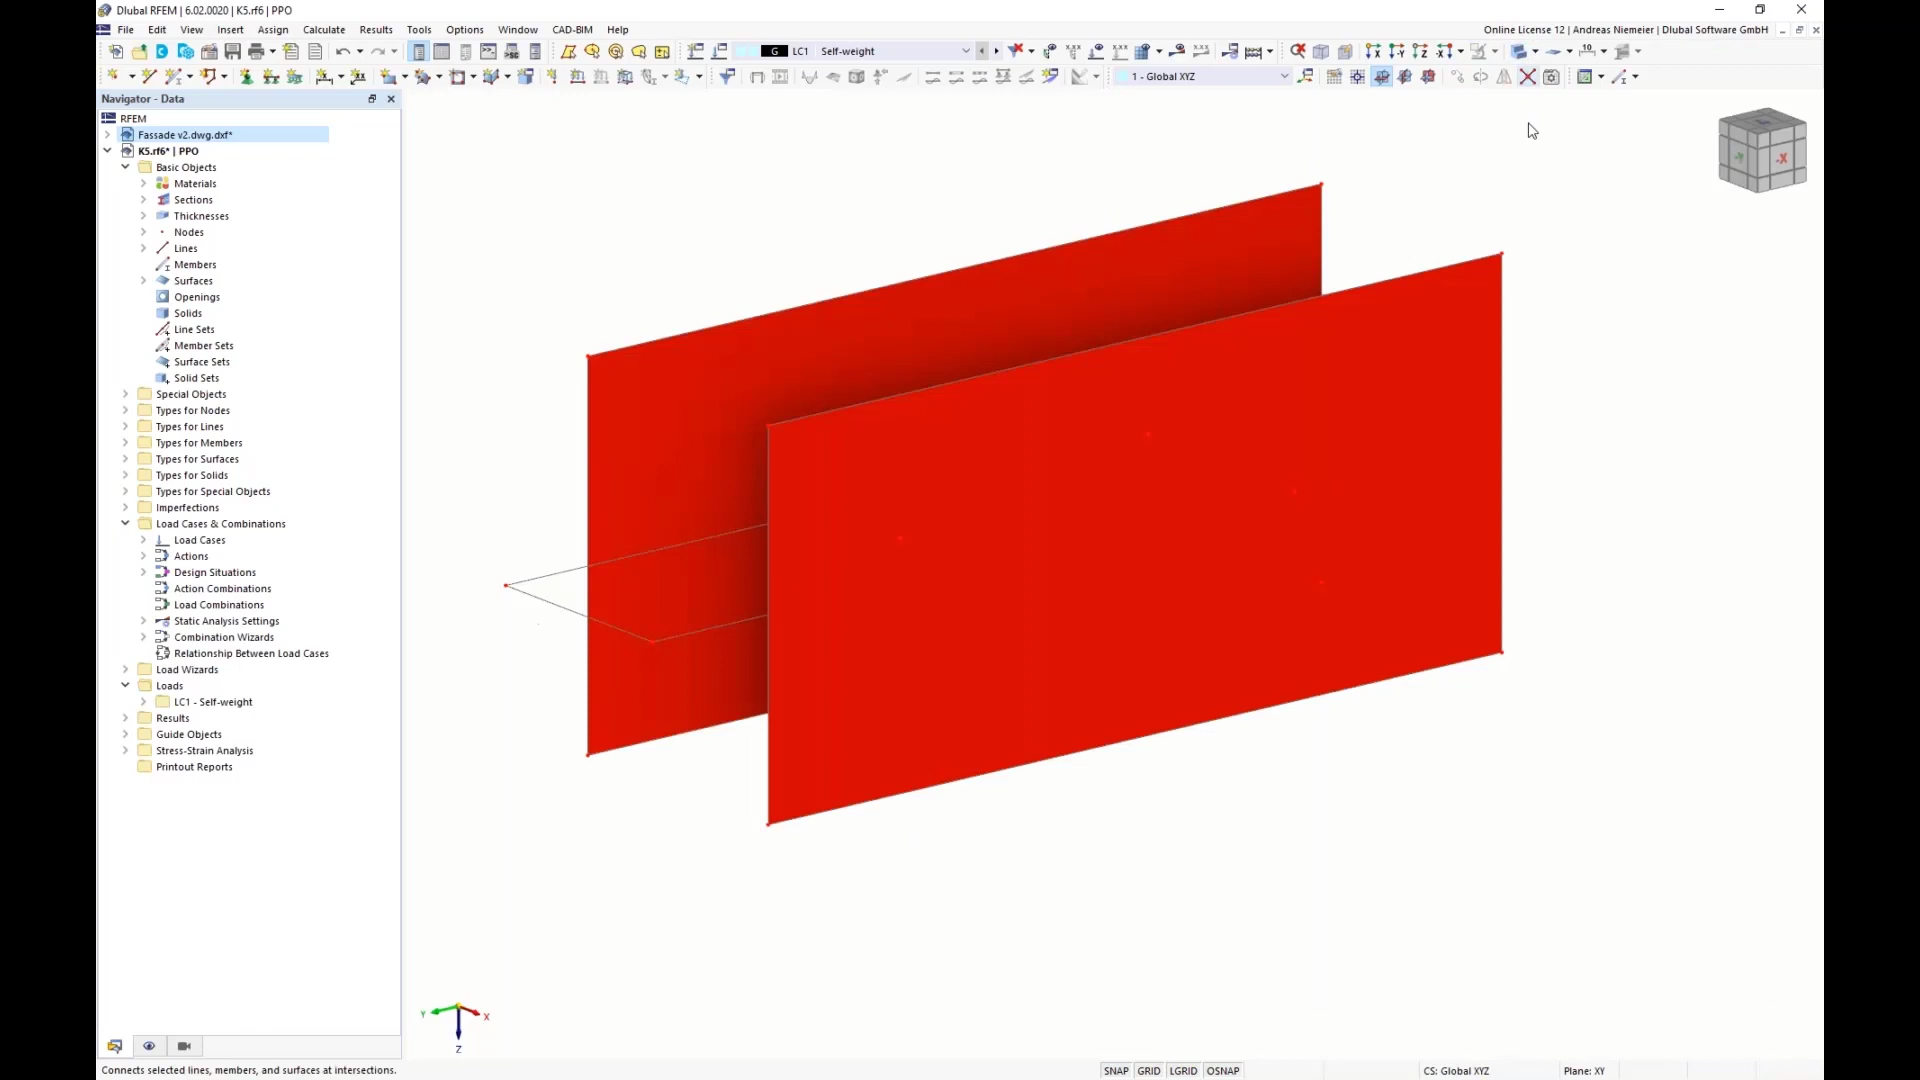 Dlubal RFEM | 6.02.0020 | K5.rf6 | PPO
File Edit View Insert Assign Calculate Results Tools Options Window CAD-BIM Help
Online License 12 | Andreas Niemeier | Dlubal Software GmbH
G LC1 Self-weight
1 - Global XYZ
Navigator - Data
RFEM
Fassade v2.dwg.dxf*
K5.rf6* | PPO
Basic Objects
Materials
Sections
Thicknesses
Nodes
Lines
Members
Surfaces
Openings
Solids
Line Sets
Member Sets
Surface Sets
Solid Sets
Special Objects
Types for Nodes
Types for Lines
Types for Members
Types for Surfaces
Types for Solids
Types for Special Objects
Imperfections
Load Cases & Combinations
Load Cases
Actions
Design Situations
Action Combinations
Load Combinations
Static Analysis Settings
Combination Wizards
Relationship Between Load Cases
Load Wizards
Loads
LC1 - Self-weight
Results
Guide Objects
Stress-Strain Analysis
Printout Reports
-Y
-X
Y
X
Z
Connects selected lines, members, and surfaces at intersections.
SNAP GRID LGRID OSNAP
CS: Global XYZ
Plane: XY